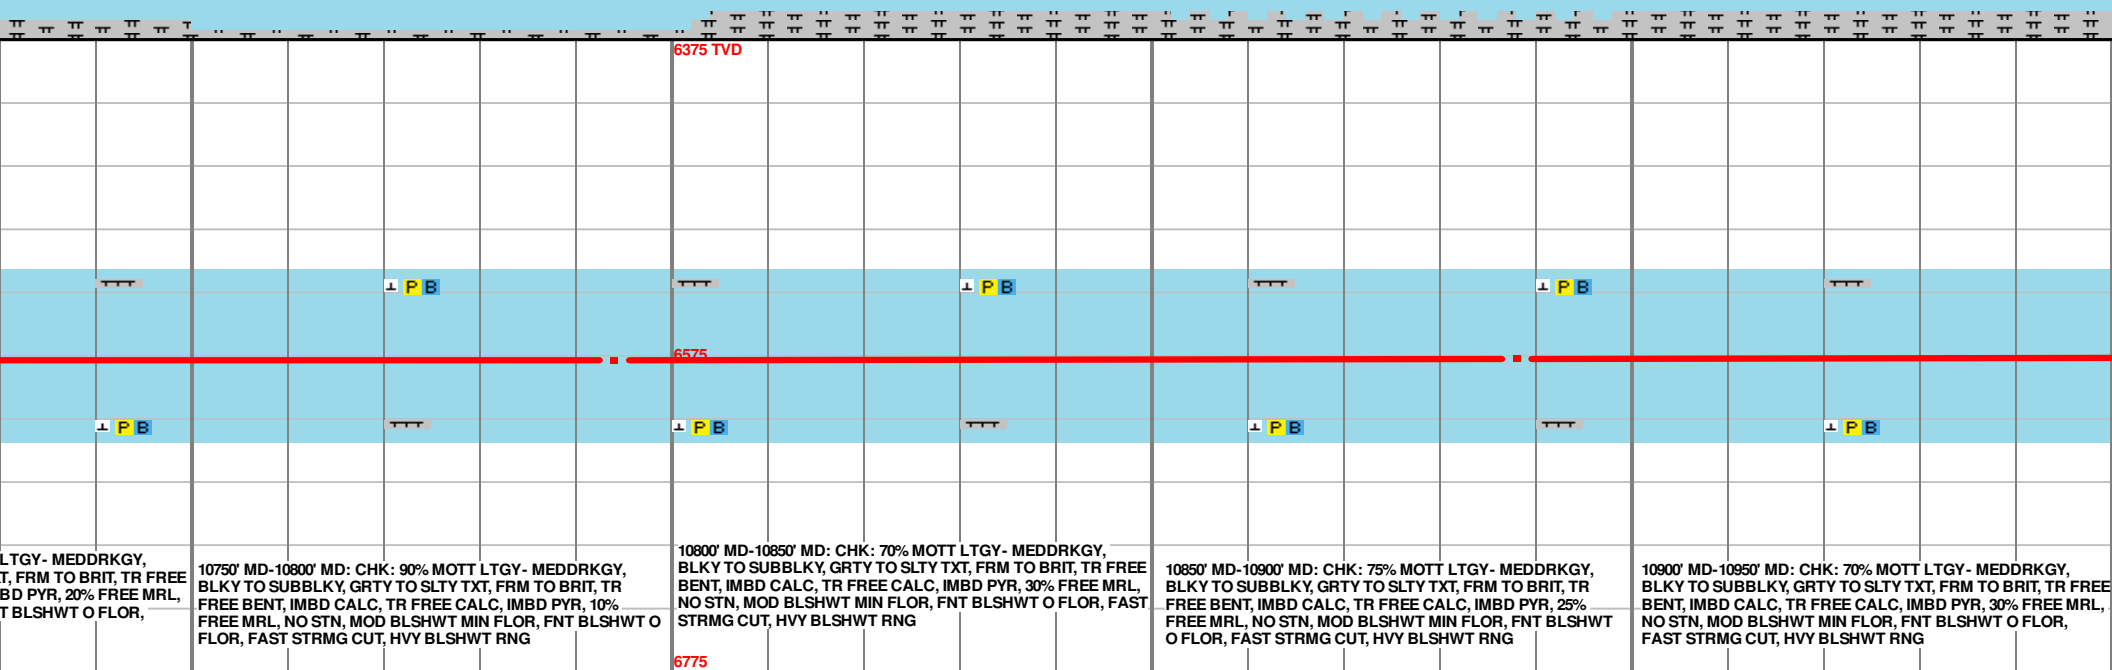 6375 TVD
P B
P B
P B
6575
P B
P B
P B
P B
LTGY- MEDDRKGY,
T, FRM TO BRIT, TR FREE
BD PYR, 20% FREE MRL,
T BLSHWT O FLOR,
10750' MD-10800' MD: CHK: 90% MOTT LTGY- MEDDRKGY,
BLKY TO SUBBLKY, GRTY TO SLTY TXT, FRM TO BRIT, TR
FREE BENT, IMBD CALC, TR FREE CALC, IMBD PYR, 10%
FREE MRL, NO STN, MOD BLSHWT MIN FLOR, FNT BLSHWT O
FLOR, FAST STRMG CUT, HVY BLSHWT RNG
10800' MD-10850' MD: CHK: 70% MOTT LTGY- MEDDRKGY,
BLKY TO SUBBLKY, GRTY TO SLTY TXT, FRM TO BRIT, TR FREE
BENT, IMBD CALC, TR FREE CALC, IMBD PYR, 30% FREE MRL,
NO STN, MOD BLSHWT MIN FLOR, FNT BLSHWT O FLOR, FAST
STRMG CUT, HVY BLSHWT RNG
10850' MD-10900' MD: CHK: 75% MOTT LTGY- MEDDRKGY,
BLKY TO SUBBLKY, GRTY TO SLTY TXT, FRM TO BRIT, TR
FREE BENT, IMBD CALC, TR FREE CALC, IMBD PYR, 25%
FREE MRL, NO STN, MOD BLSHWT MIN FLOR, FNT BLSHWT
O FLOR, FAST STRMG CUT, HVY BLSHWT RNG
10900' MD-10950' MD: CHK: 70% MOTT LTGY- MEDDRKGY,
BLKY TO SUBBLKY, GRTY TO SLTY TXT, FRM TO BRIT, TR FREE
BENT, IMBD CALC, TR FREE CALC, IMBD PYR, 30% FREE MRL,
NO STN, MOD BLSHWT MIN FLOR, FNT BLSHWT O FLOR,
FAST STRMG CUT, HVY BLSHWT RNG
6775